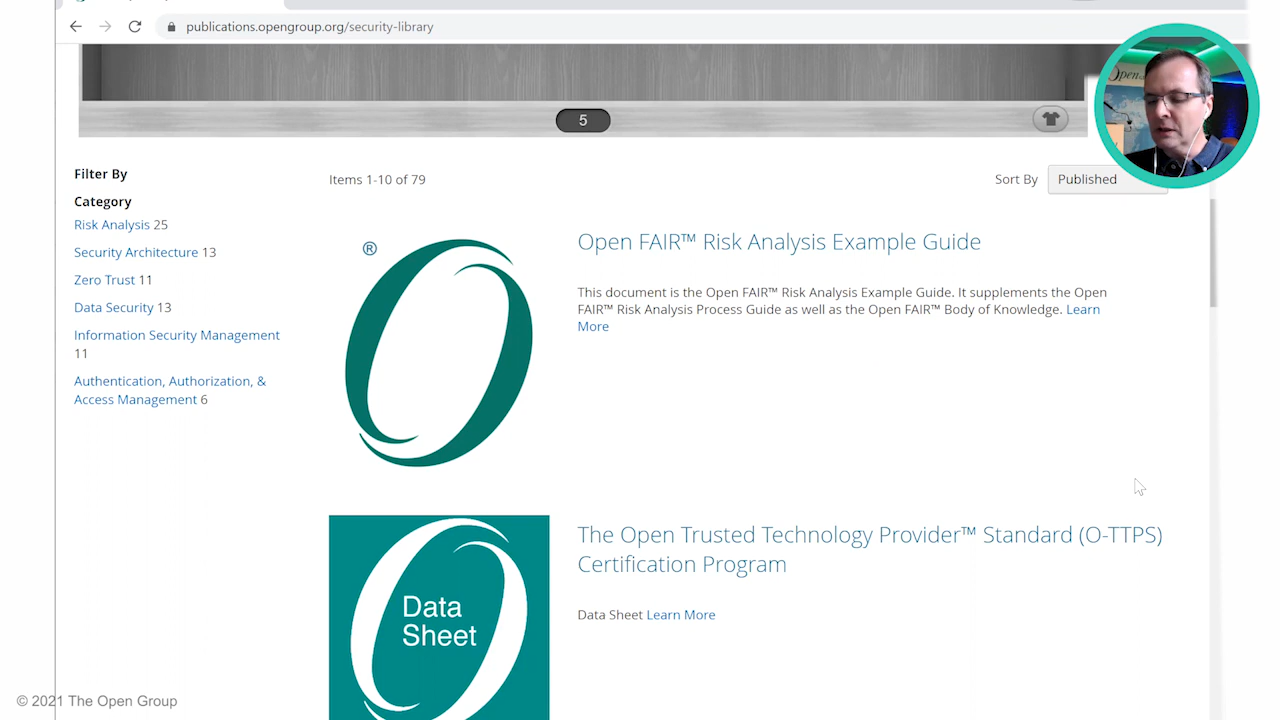 publications.opengroup.org/security-library
Open
5
Filter By
Items 1-10 of 79
Sort By
Published
Category
Risk Analysis 25
Security Architecture 13
Zero Trust 11
Data Security 13
Information Security Management
11
Authentication, Authorization, &
Access Management 6
®
Open FAIR™ Risk Analysis Example Guide
This document is the Open FAIR™ Risk Analysis Example Guide. It supplements the Open
FAIR™ Risk Analysis Process Guide as well as the Open FAIR™ Body of Knowledge. Learn
More
The Open Trusted Technology Provider™ Standard (O-TTPS)
Certification Program
Data
Sheet
Data Sheet Learn More
© 2021 The Open Group